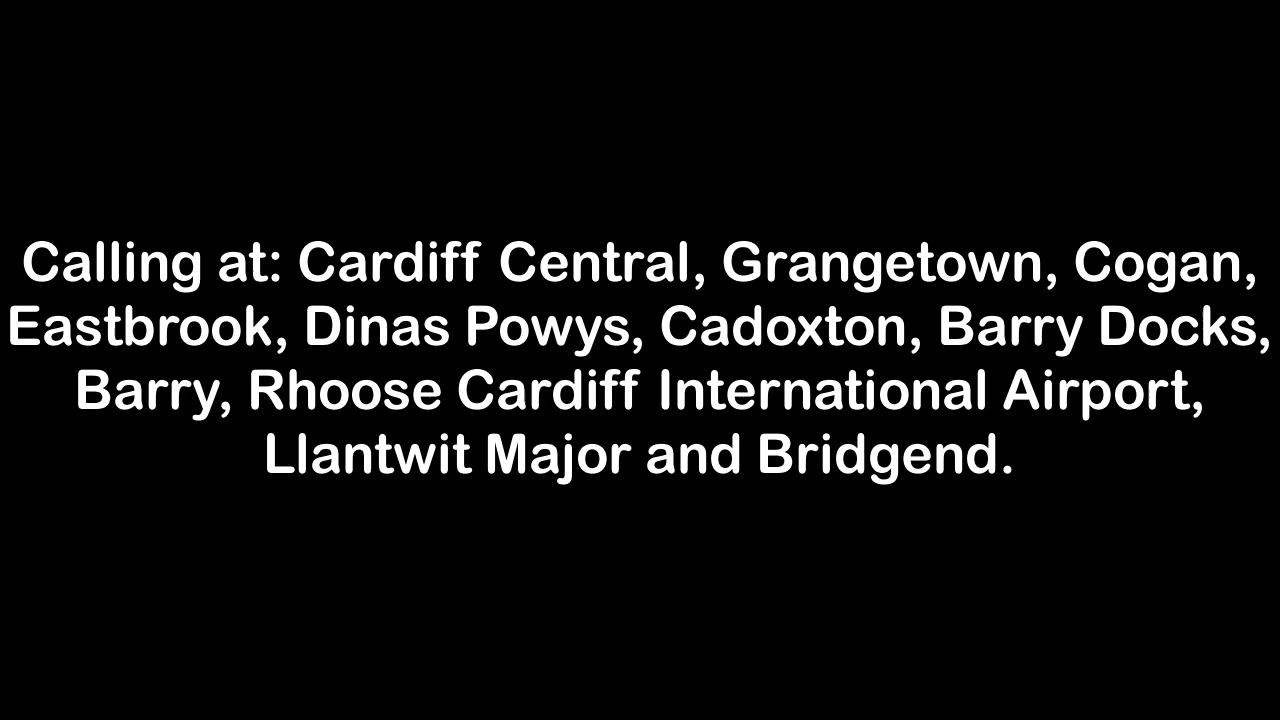 Calling at: Cardiff Central, Grangetown, Cogan,
Eastbrook, Dinas Powys, Cadoxton, Barry Docks,
Barry, Rhoose Cardiff International Airport,
Llantwit Major and Bridgend.